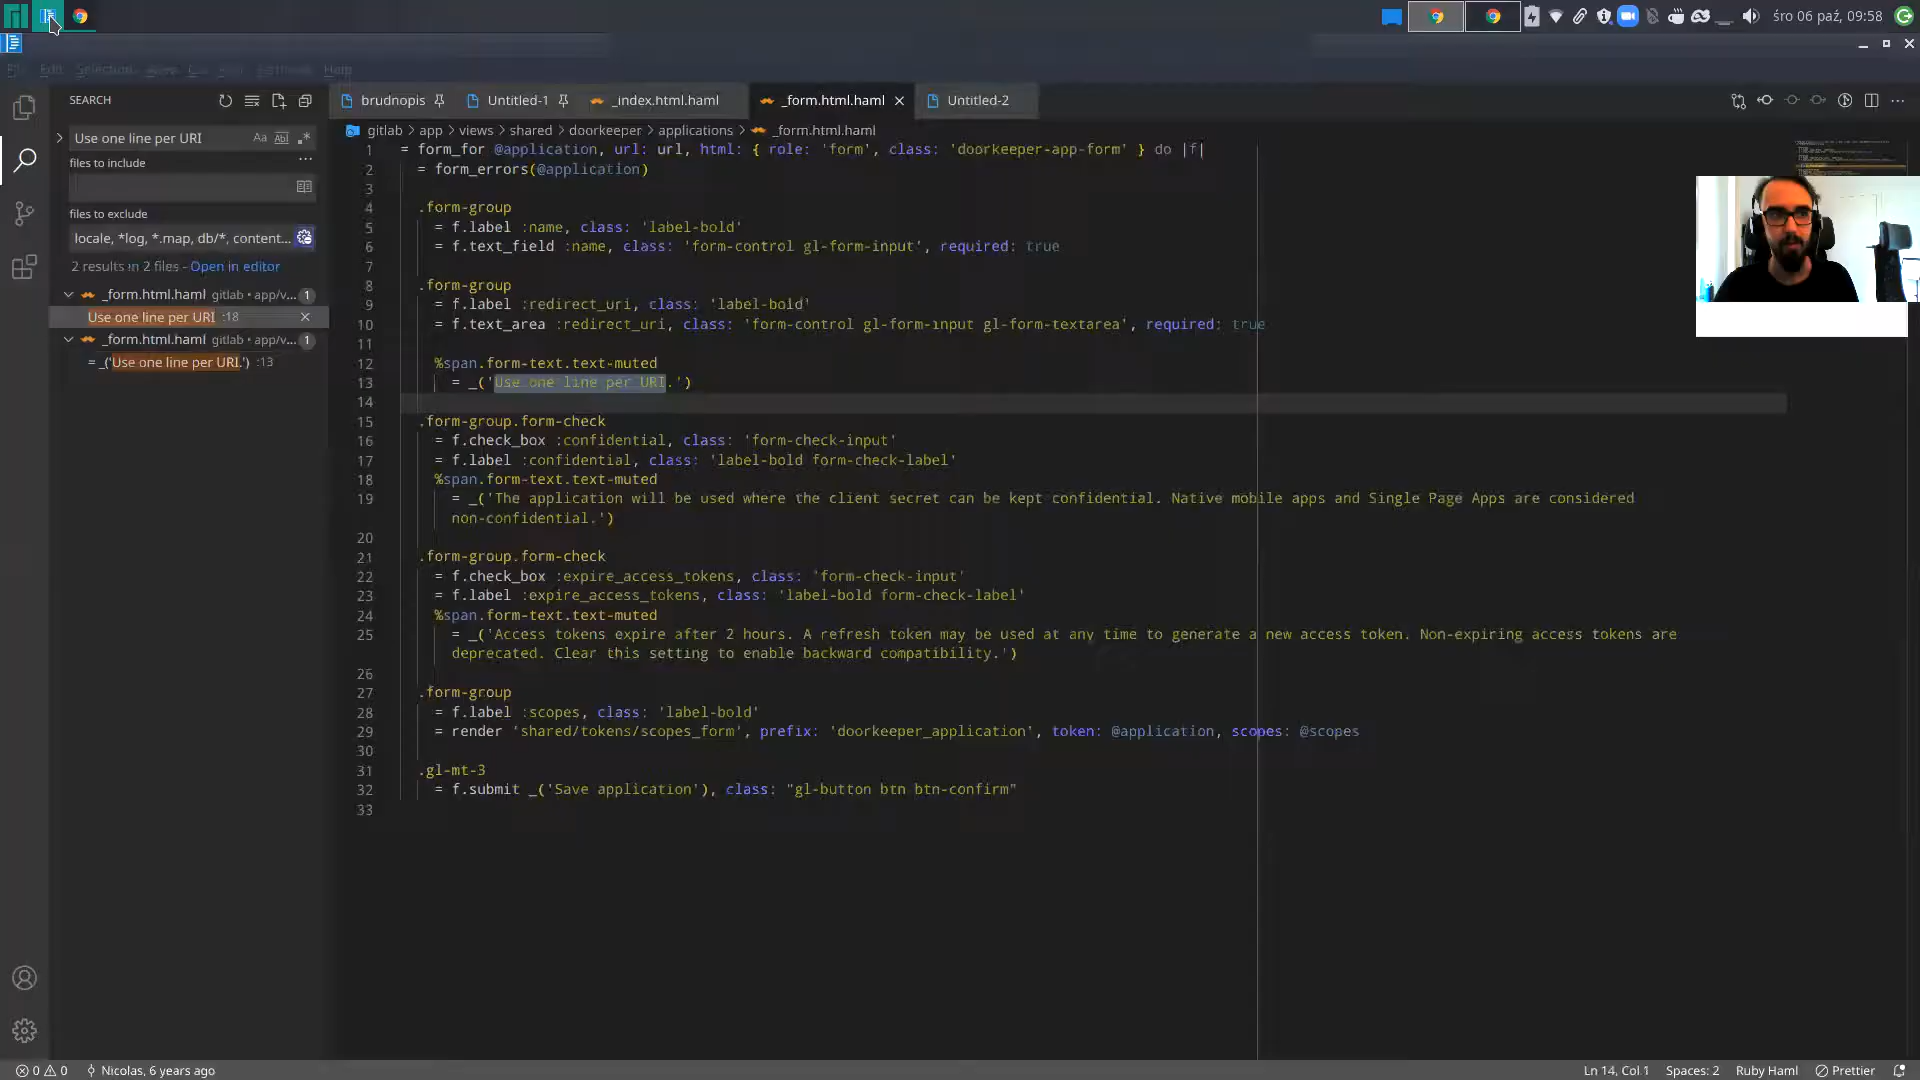 śro 06 paź, 09:58
Edit Selection Help
SEARCH
brudnopis
Untitled-1
_index.html.haml
_form.html.haml
Untitled-2
Use one line per URI
files to include
files to exclude
locale, *log, *.map, db/*, content...
2 results in 2 files - Open in editor
_form.html.haml gitlab • app/v... 1
Use one line per URI :18
_form.html.haml gitlab • app/v... 1
= _('Use one line per URI.') :13
gitlab > app > views > shared > doorkeeper > applications > _form.html.haml
1 = form_for @application, url: url, html: { role: 'form', class: 'doorkeeper-app-form' } do |f|
2 = form_errors(@application)
3
4 .form-group
5 = f.label :name, class: 'label-bold'
6 = f.text_field :name, class: 'form-control gl-form-input', required: true
7
8 .form-group
9 = f.label :redirect_uri, class: 'label-bold'
10 = f.text_area :redirect_uri, class: 'form-control gl-form-input gl-form-textarea', required: true
11
12 %span.form-text.text-muted
13 = _('Use one line per URI.')
14
15 .form-group.form-check
16 = f.check_box :confidential, class: 'form-check-input'
17 = f.label :confidential, class: 'label-bold form-check-label'
18 %span.form-text.text-muted
19 = _('The application will be used where the client secret can be kept confidential. Native mobile apps and Single Page Apps are considered
non-confidential.')
20
21 .form-group.form-check
22 = f.check_box :expire_access_tokens, class: 'form-check-input'
23 = f.label :expire_access_tokens, class: 'label-bold form-check-label'
24 %span.form-text.text-muted
25 = _('Access tokens expire after 2 hours. A refresh token may be used at any time to generate a new access token. Non-expiring access tokens are
deprecated. Clear this setting to enable backward compatibility.')
26
27 .form-group
28 = f.label :scopes, class: 'label-bold'
29 = render 'shared/tokens/scopes_form', prefix: 'doorkeeper_application', token: @application, scopes: @scopes
30
31 .gl-mt-3
32 = f.submit _('Save application'), class: "gl-button btn btn-confirm"
33
0 0 Nicolas, 6 years ago
Ln 14, Col 1 Spaces: 2 Ruby Haml Prettier